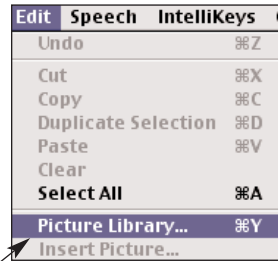 Edit Speech IntelliKeys
Undo ⌘Z
Cut ⌘X
Copy ⌘C
Duplicate Selection ⌘D
Paste ⌘V
Clear
Select All ⌘A
Picture Library... ⌘Y
Insert Picture...